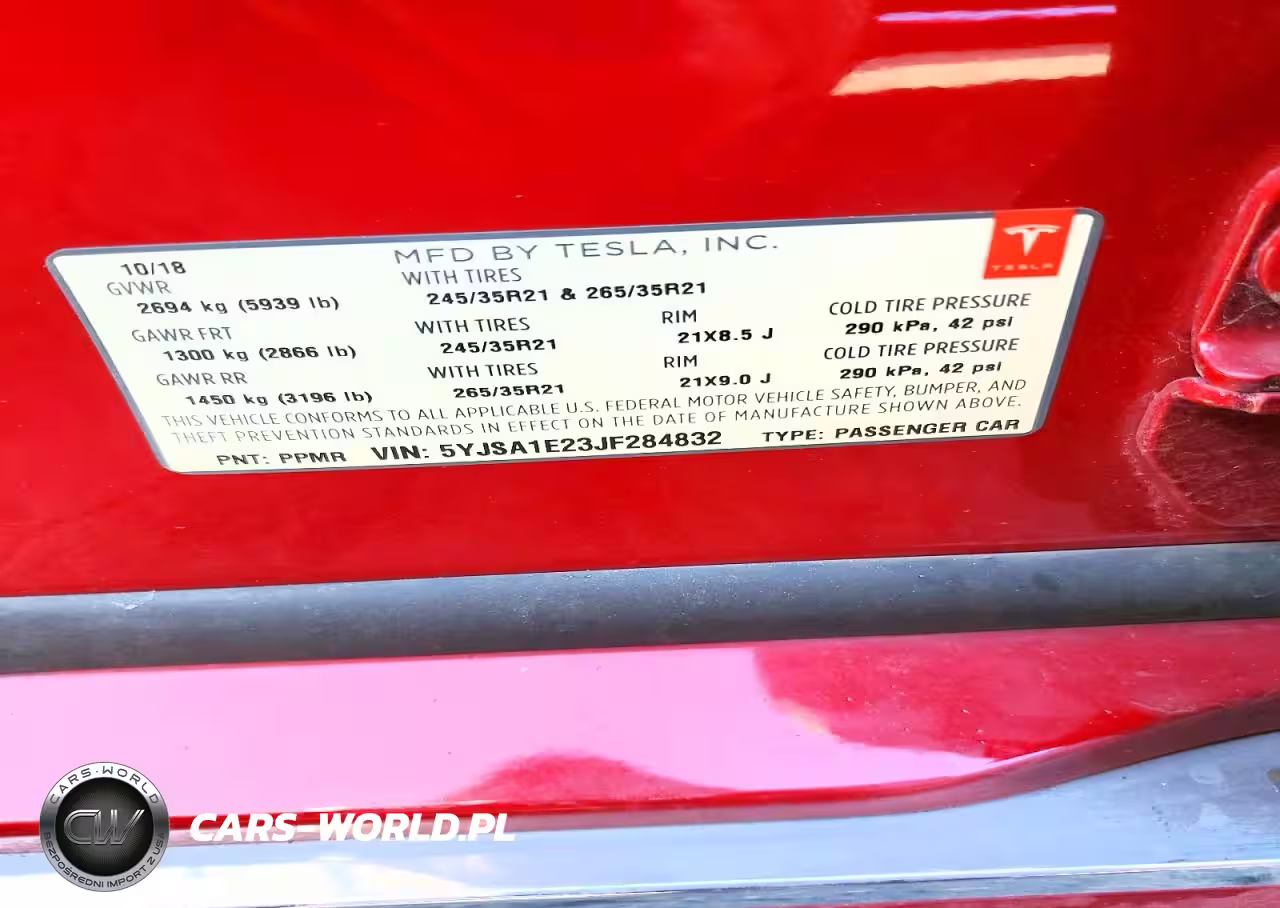 MFD BY TESLA, INC.
TESLA
10/18
GVWR
2694 kg (5939 lb)
WITH TIRES
245/35R21 & 265/35R21
GAWR FRT
1300 kg (2866 lb)
WITH TIRES
245/35R21
RIM
21X8.5 J
COLD TIRE PRESSURE
290 kPa, 42 psi
GAWR RR
1450 kg (3196 lb)
WITH TIRES
265/35R21
RIM
21X9.0 J
COLD TIRE PRESSURE
290 kPa, 42 psi
THIS VEHICLE CONFORMS TO ALL APPLICABLE U.S. FEDERAL MOTOR VEHICLE SAFETY, BUMPER, AND
THEFT PREVENTION STANDARDS IN EFFECT ON THE DATE OF MANUFACTURE SHOWN ABOVE.
PNT: PPMR VIN: 5YJSA1E23JF284832 TYPE: PASSENGER CAR
CARS-WORLD
CW
BEZPOŚREDNI IMPORT Z USA
CARS-WORLD.PL